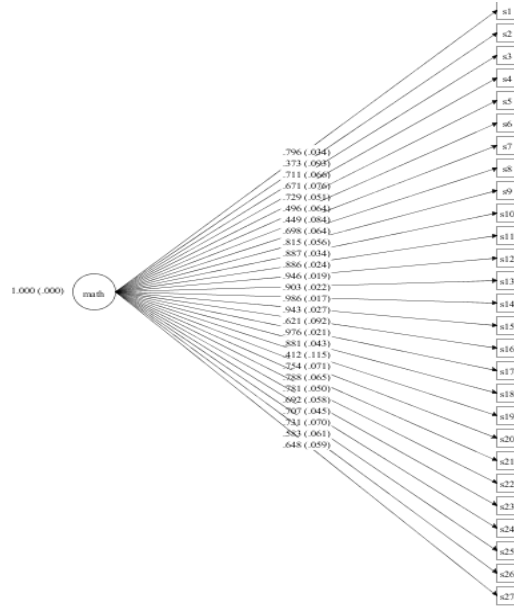 s1
s2
s3
s4
s5
s6
s7
s8
s9
s10
s11
s12
s13
s14
s15
s16
s17
s18
s19
s20
s21
s22
s23
s24
s25
s26
s27
.796 (.034)
.373 (.093)
.711 (.066)
.671 (.076)
.729 (.051)
.496 (.064)
.449 (.084)
.698 (.064)
.815 (.056)
.887 (.034)
.886 (.024)
.946 (.019)
.903 (.022)
.986 (.017)
.943 (.027)
.621 (.092)
.976 (.021)
.881 (.043)
.412 (.115)
.754 (.071)
.788 (.065)
.781 (.050)
.692 (.058)
.707 (.045)
.731 (.070)
.583 (.061)
.648 (.059)
1.000 (.000)
math